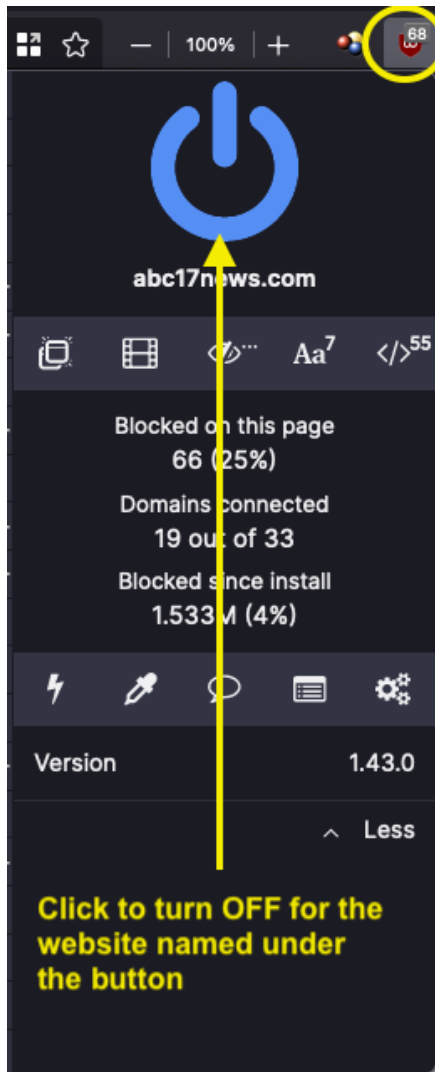 100%
68
abc17news.com
Aa7
</>55
Blocked on this page
66 (25%)
Domains connected
19 out of 33
Blocked since install
1.533M (4%)
Version 1.43.0
Less
Click to turn OFF for the
website named under
the button